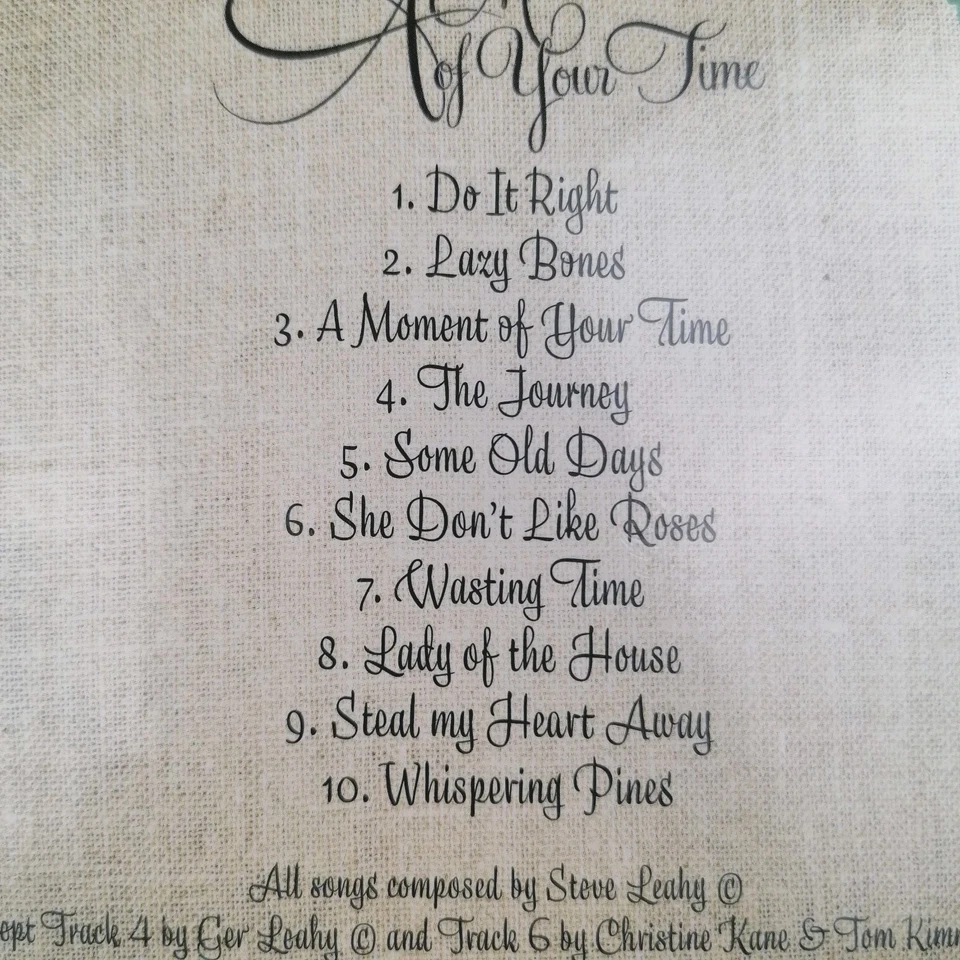 A
of Your Time
1. Do It Right
2. Lazy Bones
3. A Moment of Your Time
4. The Journey
5. Some Old Days
6. She Don't Like Roses
7. Wasting Time
8. Lady of the House
9. Steal my Heart Away
10. Whispering Pines
All songs composed by Steve Leahy ©
ept Track 4 by Ger Leahy © and Track 6 by Christine Kane & Tom